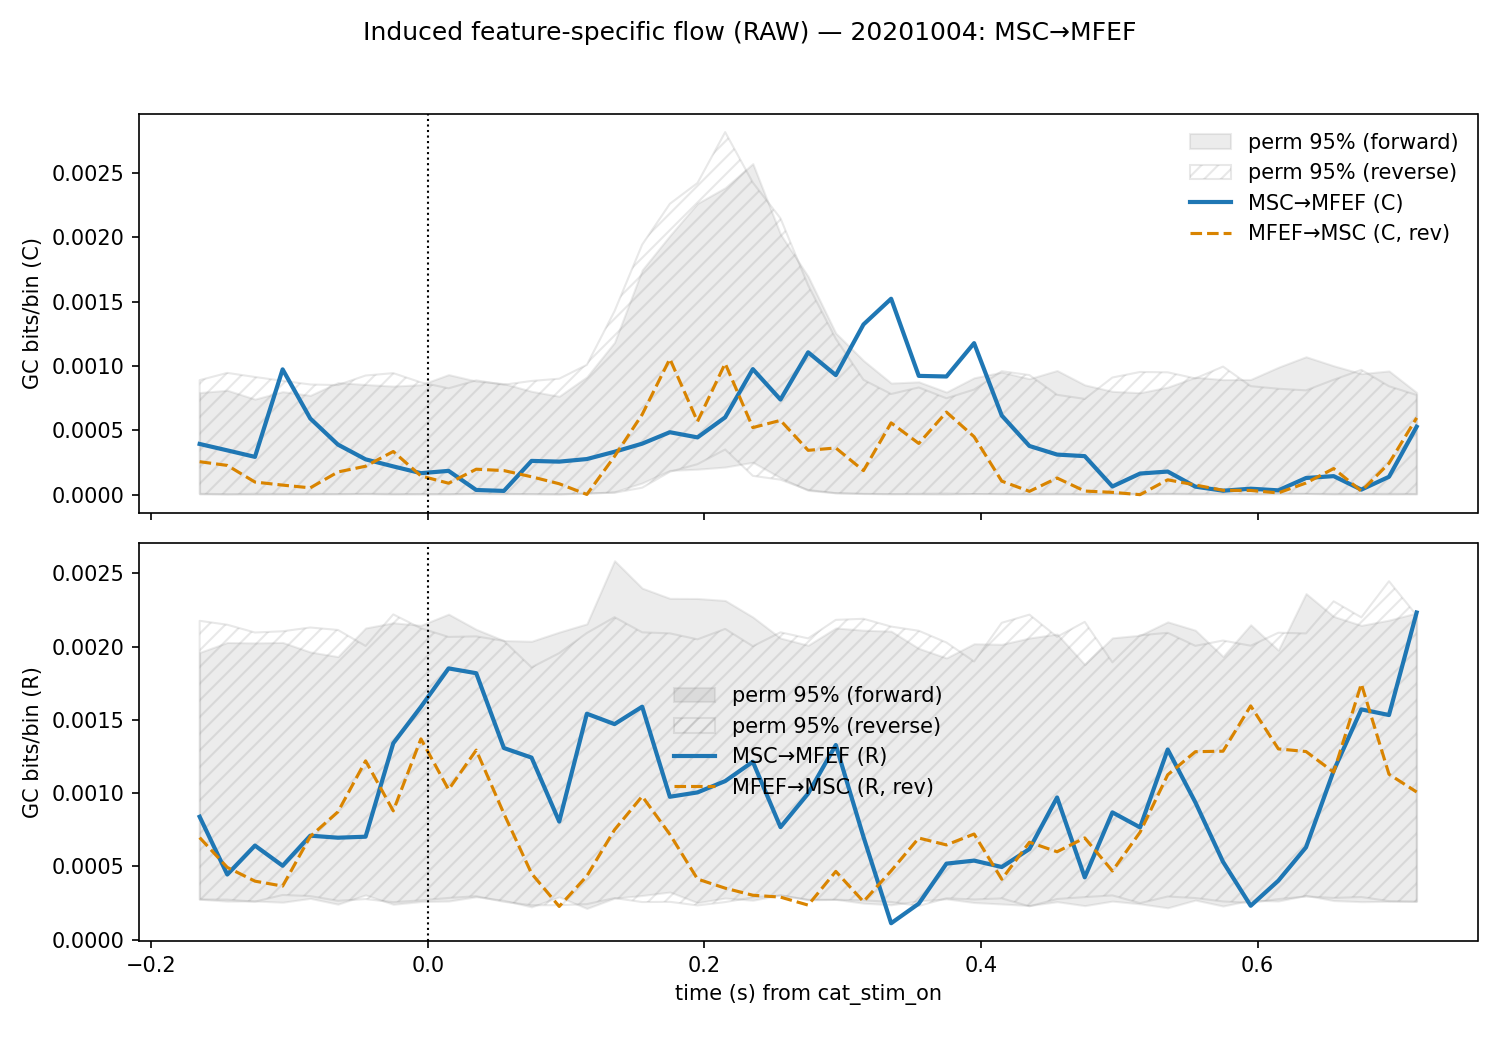 Induced feature-specific flow (RAW) — 20201004: MSC→MFEF
GC bits/bin (C)
0.0025
0.0020
0.0015
0.0010
0.0005
0.0000
perm 95% (forward)
perm 95% (reverse)
MSC→MFEF (C)
MFEF→MSC (C, rev)
GC bits/bin (R)
0.0025
0.0020
0.0015
0.0010
0.0005
0.0000
perm 95% (forward)
perm 95% (reverse)
MSC→MFEF (R)
MFEF→MSC (R, rev)
−0.2 0.0 0.2 0.4 0.6
time (s) from cat_stim_on